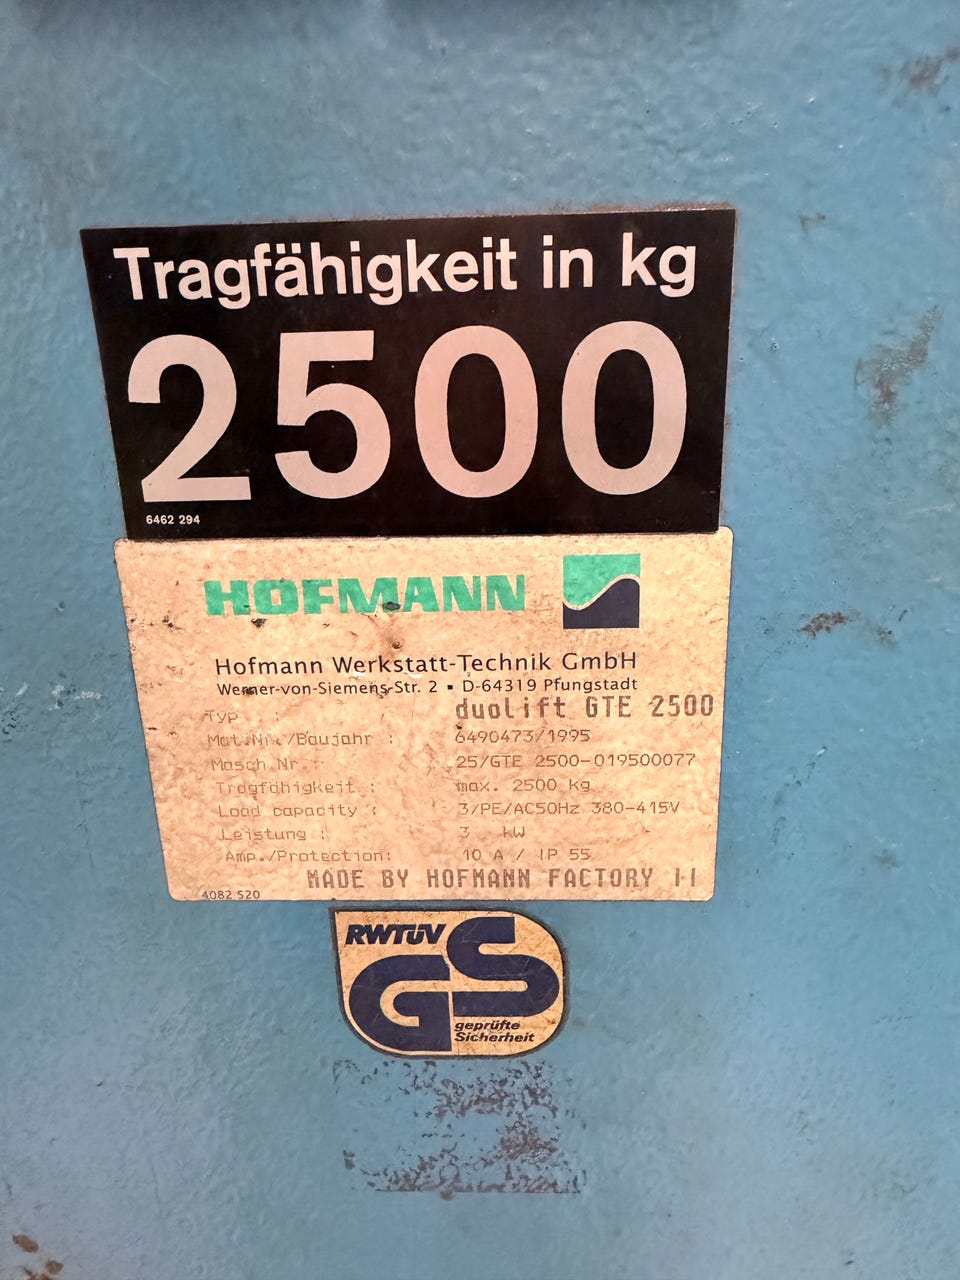 Tragfähigkeit in kg
2500
6462 294
HOFMANN
Hofmann Werkstatt-Technik GmbH
Werner-von-Siemens-Str. 2 ▪ D-64319 Pfungstadt
Typ : duolift GTE 2500
Mat.Nr./Baujahr : 6490473/1995
Masch.Nr.: 25/GTE 2500-019500077
Tragfähigkeit : max. 2500 kg
Load capacity : 3/PE/AC50Hz 380-415V
Leistung : 3 kW
Amp./Protection: 10 A / IP 55
MADE BY HOFMANN FACTORY
4082 520
RWTÜV
GS
geprüfte
Sicherheit